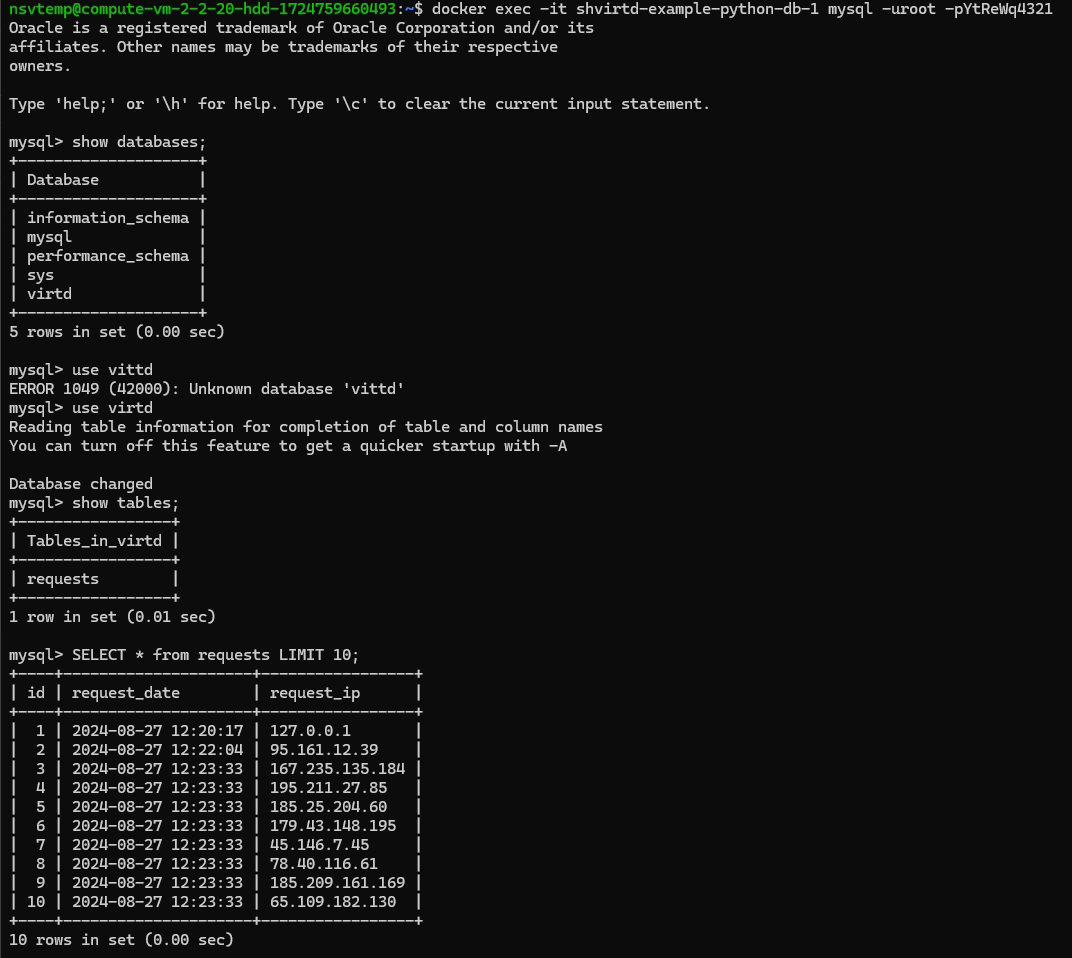 nsvtemp@compute-vm-2-2-20-hdd-1724759660493:~$ docker exec -it shvirtd-example-python-db-1 mysql -uroot -pYtReWq4321
Oracle is a registered trademark of Oracle Corporation and/or its
affiliates. Other names may be trademarks of their respective
owners.

Type 'help;' or '\h' for help. Type '\c' to clear the current input statement.

mysql> show databases;
+--------------------+
| Database           |
+--------------------+
| information_schema |
| mysql              |
| performance_schema |
| sys                |
| virtd              |
+--------------------+
5 rows in set (0.00 sec)

mysql> use vittd
ERROR 1049 (42000): Unknown database 'vittd'
mysql> use virtd
Reading table information for completion of table and column names
You can turn off this feature to get a quicker startup with -A

Database changed
mysql> show tables;
+-----------------+
| Tables_in_virtd |
+-----------------+
| requests        |
+-----------------+
1 row in set (0.01 sec)

mysql> SELECT * from requests LIMIT 10;
+----+---------------------+-----------------+
| id | request_date        | request_ip      |
+----+---------------------+-----------------+
|  1 | 2024-08-27 12:20:17 | 127.0.0.1       |
|  2 | 2024-08-27 12:22:04 | 95.161.12.39    |
|  3 | 2024-08-27 12:23:33 | 167.235.135.184 |
|  4 | 2024-08-27 12:23:33 | 195.211.27.85   |
|  5 | 2024-08-27 12:23:33 | 185.25.204.60   |
|  6 | 2024-08-27 12:23:33 | 179.43.148.195  |
|  7 | 2024-08-27 12:23:33 | 45.146.7.45     |
|  8 | 2024-08-27 12:23:33 | 78.40.116.61    |
|  9 | 2024-08-27 12:23:33 | 185.209.161.169 |
| 10 | 2024-08-27 12:23:33 | 65.109.182.130  |
+----+---------------------+-----------------+
10 rows in set (0.00 sec)